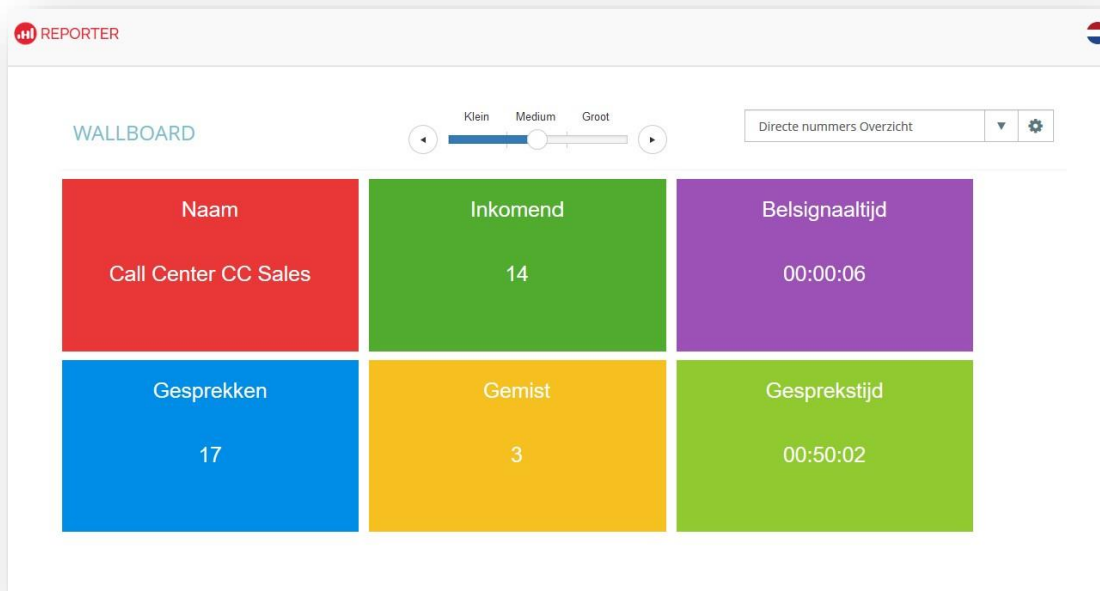 REPORTER
WALLBOARD
Klein Medium Groot
Directe nummers Overzicht
Naam
Call Center CC Sales
Inkomend
14
Belsignaaltijd
00:00:06
Gesprekken
17
Gemist
3
Gesprekstijd
00:50:02